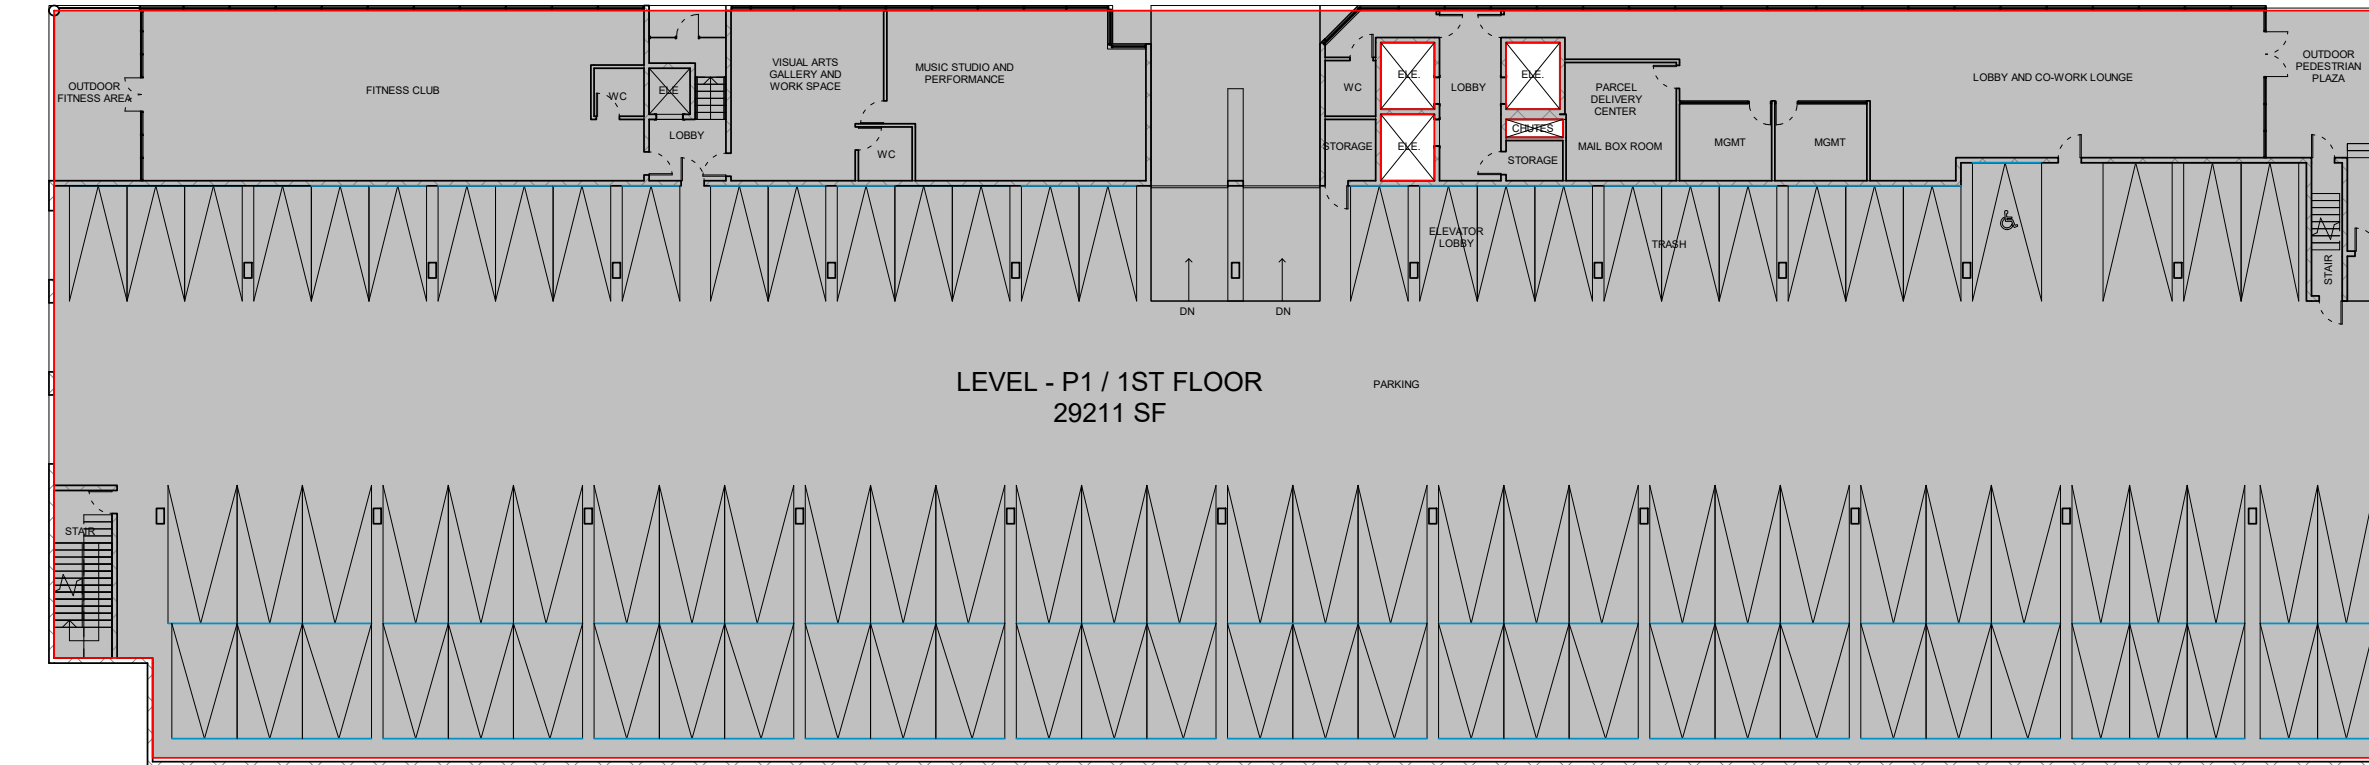 OUTDOOR
FITNESS AREA
FITNESS CLUB
WC
ELE
LOBBY
VISUAL ARTS
GALLERY AND
WORK SPACE
MUSIC STUDIO AND
PERFORMANCE
WC
WC
STORAGE
ELE.
ELE.
LOBBY
ELE.
CHUTES
STORAGE
PARCEL
DELIVERY
CENTER
MAIL BOX ROOM
MGMT
MGMT
LOBBY AND CO-WORK LOUNGE
OUTDOOR
PEDESTRIAN
PLAZA
ELEVATOR
LOBBY
TRASH
STAIR
DN
DN
LEVEL - P1 / 1ST FLOOR
29211 SF
PARKING
STAIR